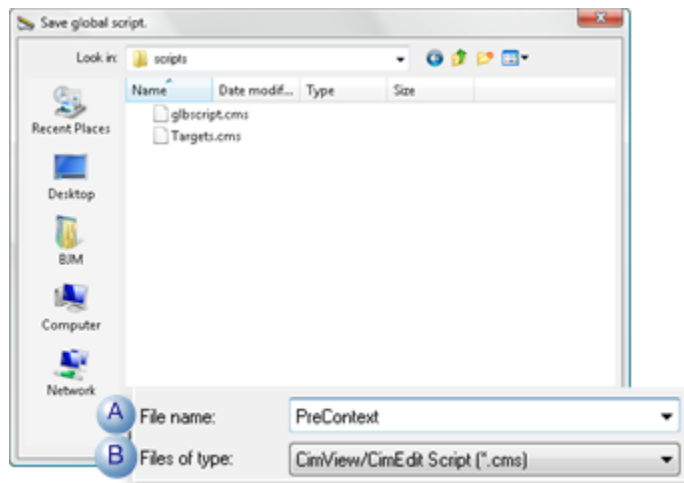 Save global script.
Look in: scripts
Name Date modif... Type Size
glbscript.cms
Targets.cms
Recent Places
Desktop
BJM
Computer
Network
A File name: PreContext
B Files of type: CimView/CimEdit Script (*.cms)